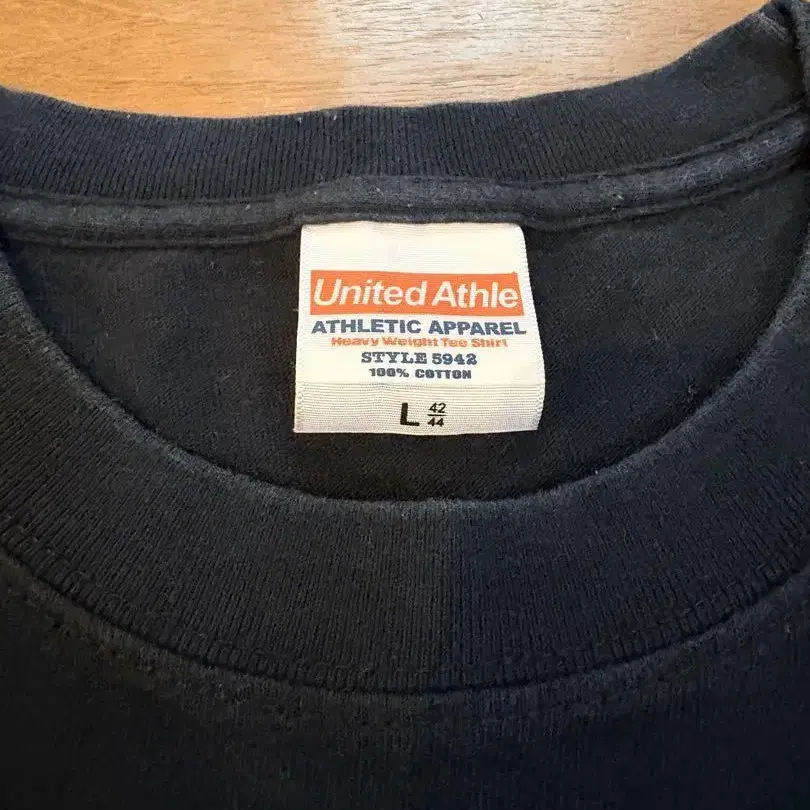 United Athle
ATHLETIC APPAREL
Heavy Weight Tee Shirt
STYLE 5942
100% COTTON
L 42
44